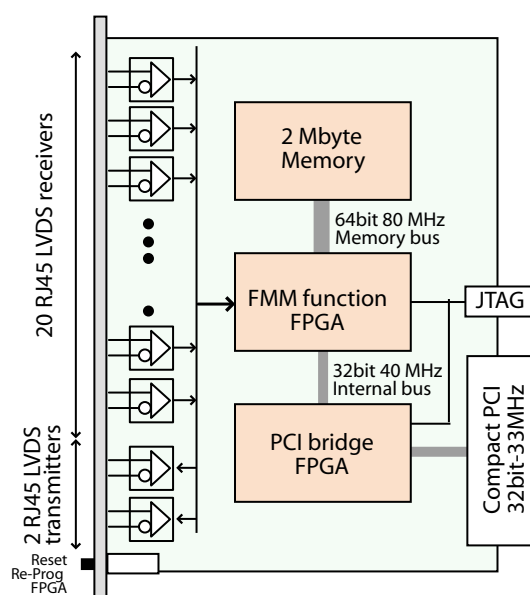 20 RJ45 LVDS receivers
2 RJ45 LVDS
transmitters
Reset
Re-Prog
FPGA
2 Mbyte
Memory
64bit 80 MHz
Memory bus
FMM function
FPGA
32bit 40 MHz
Internal bus
PCI bridge
FPGA
JTAG
Compact PCI
32bit-33MHz